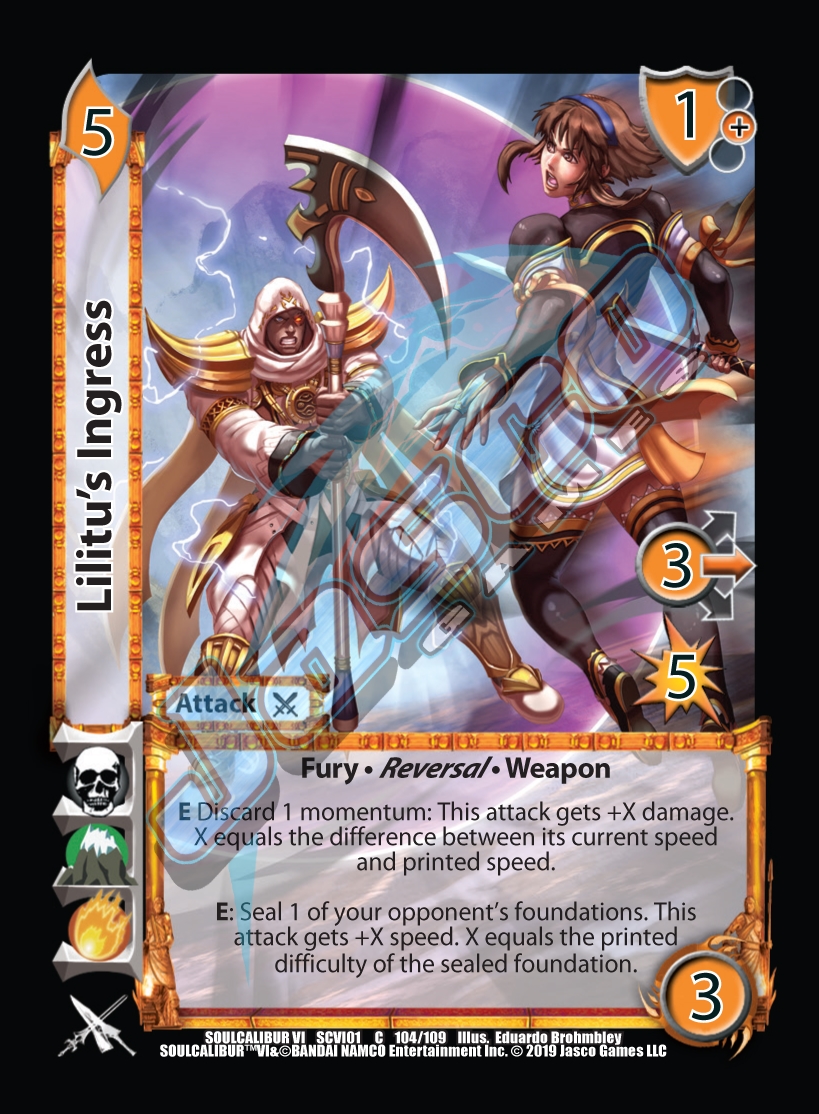 5
1
+
Lilitu's Ingress
3
5
Attack
Fury • Reversal • Weapon
E Discard 1 momentum: This attack gets +X damage.
X equals the difference between its current speed
and printed speed.
E: Seal 1 of your opponent's foundations. This
attack gets +X speed. X equals the printed
difficulty of the sealed foundation.
3
SOULCALIBUR VI SCVI01 C 104/109 Illus. Eduardo Brohmbley
SOULCALIBUR™VI&©BANDAI NAMCO Entertainment Inc. © 2019 Jasco Games LLC
JASCO
GAMES